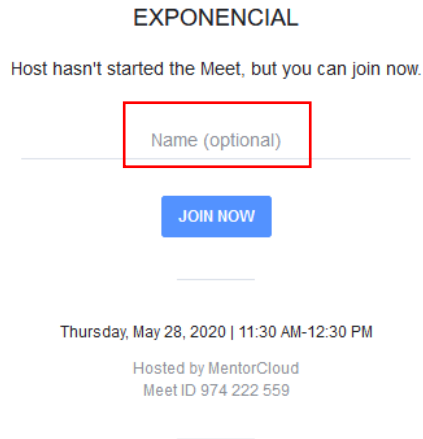 EXPONENCIAL
Host hasn't started the Meet, but you can join now.
Name (optional)
JOIN NOW
Thursday, May 28, 2020 | 11:30 AM-12:30 PM
Hosted by MentorCloud
Meet ID 974 222 559